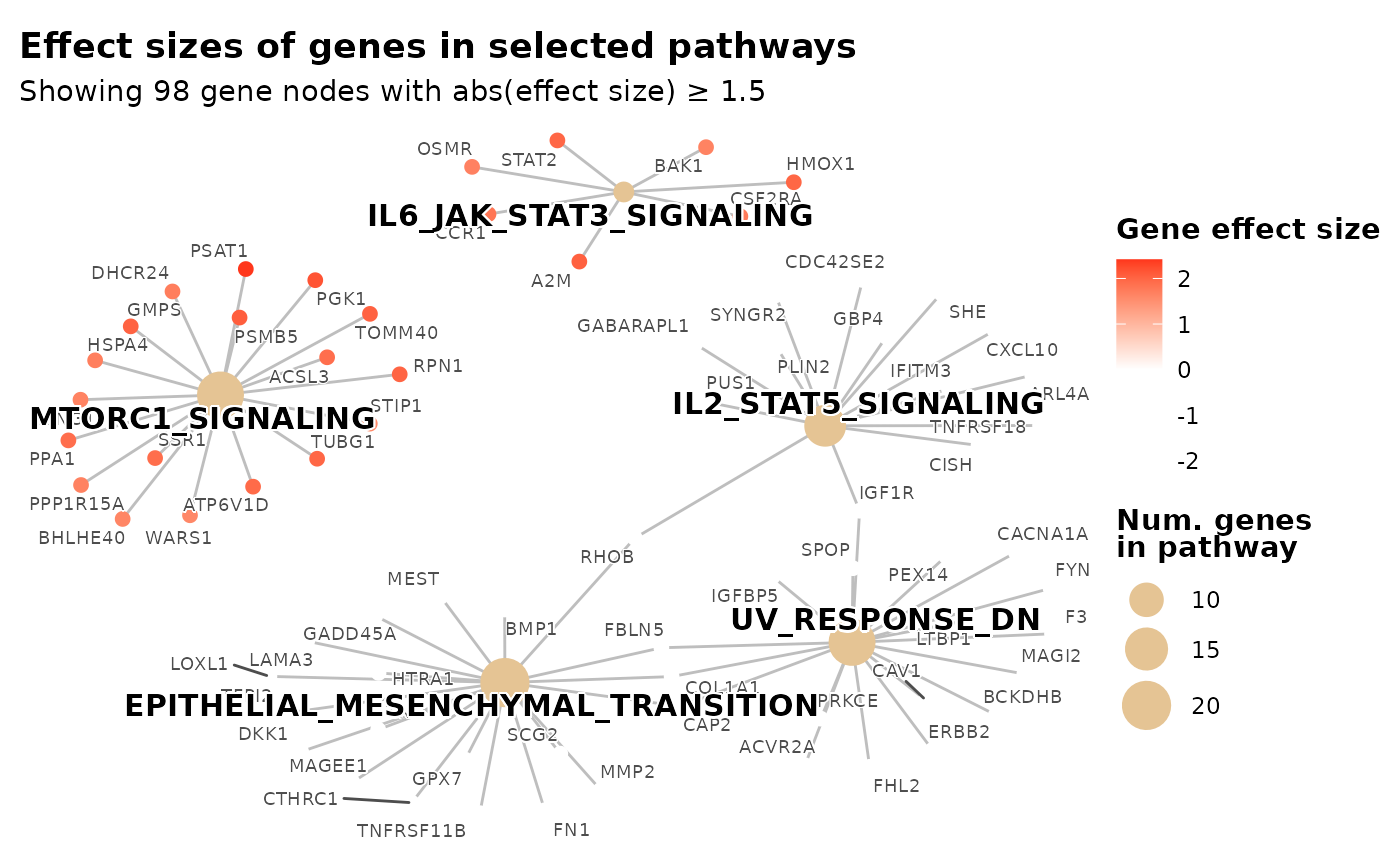 Effect sizes of genes in selected pathways
Showing 98 gene nodes with abs(effect size) ≥ 1.5
OSMR
STAT2
BAK1
HMOX1
CSF2RA
IL6_JAK_STAT3_SIGNALING
CCR1
A2M
PSAT1
DHCR24
GMPS
PGK1
HSPA4
PSMB5
TOMM40
ACSL3
RPN1
STIP1
MTORC1_SIGNALING
SSR1
TUBG1
PPA1
PPP1R15A
ATP6V1D
BHLHE40
WARS1
CDC42SE2
GABARAPL1
SYNGR2
GBP4
SHE
CXCL10
PLIN2
IFITM3
PUS1
ARL4A
IL2_STAT5_SIGNALING
TNFRSF18
CISH
IGF1R
RHOB
SPOP
CACNA1A
PEX14
FYN
IGFBP5
F3
UV_RESPONSE_DN
LTBP1
MAGI2
CAV1
BCKDHB
PRKCE
ERBB2
COL1A1
CAP2
ACVR2A
FHL2
MEST
GADD45A
BMP1
FBLN5
LOXL1
LAMA3
HTRA1
TFPI2
EPITHELIAL_MESENCHYMAL_TRANSITION
DKK1
SCG2
MAGEE1
GPX7
MMP2
CTHRC1
TNFRSF11B
FN1
Gene effect size
2
1
0
-1
-2
Num. genes
in pathway
10
15
20